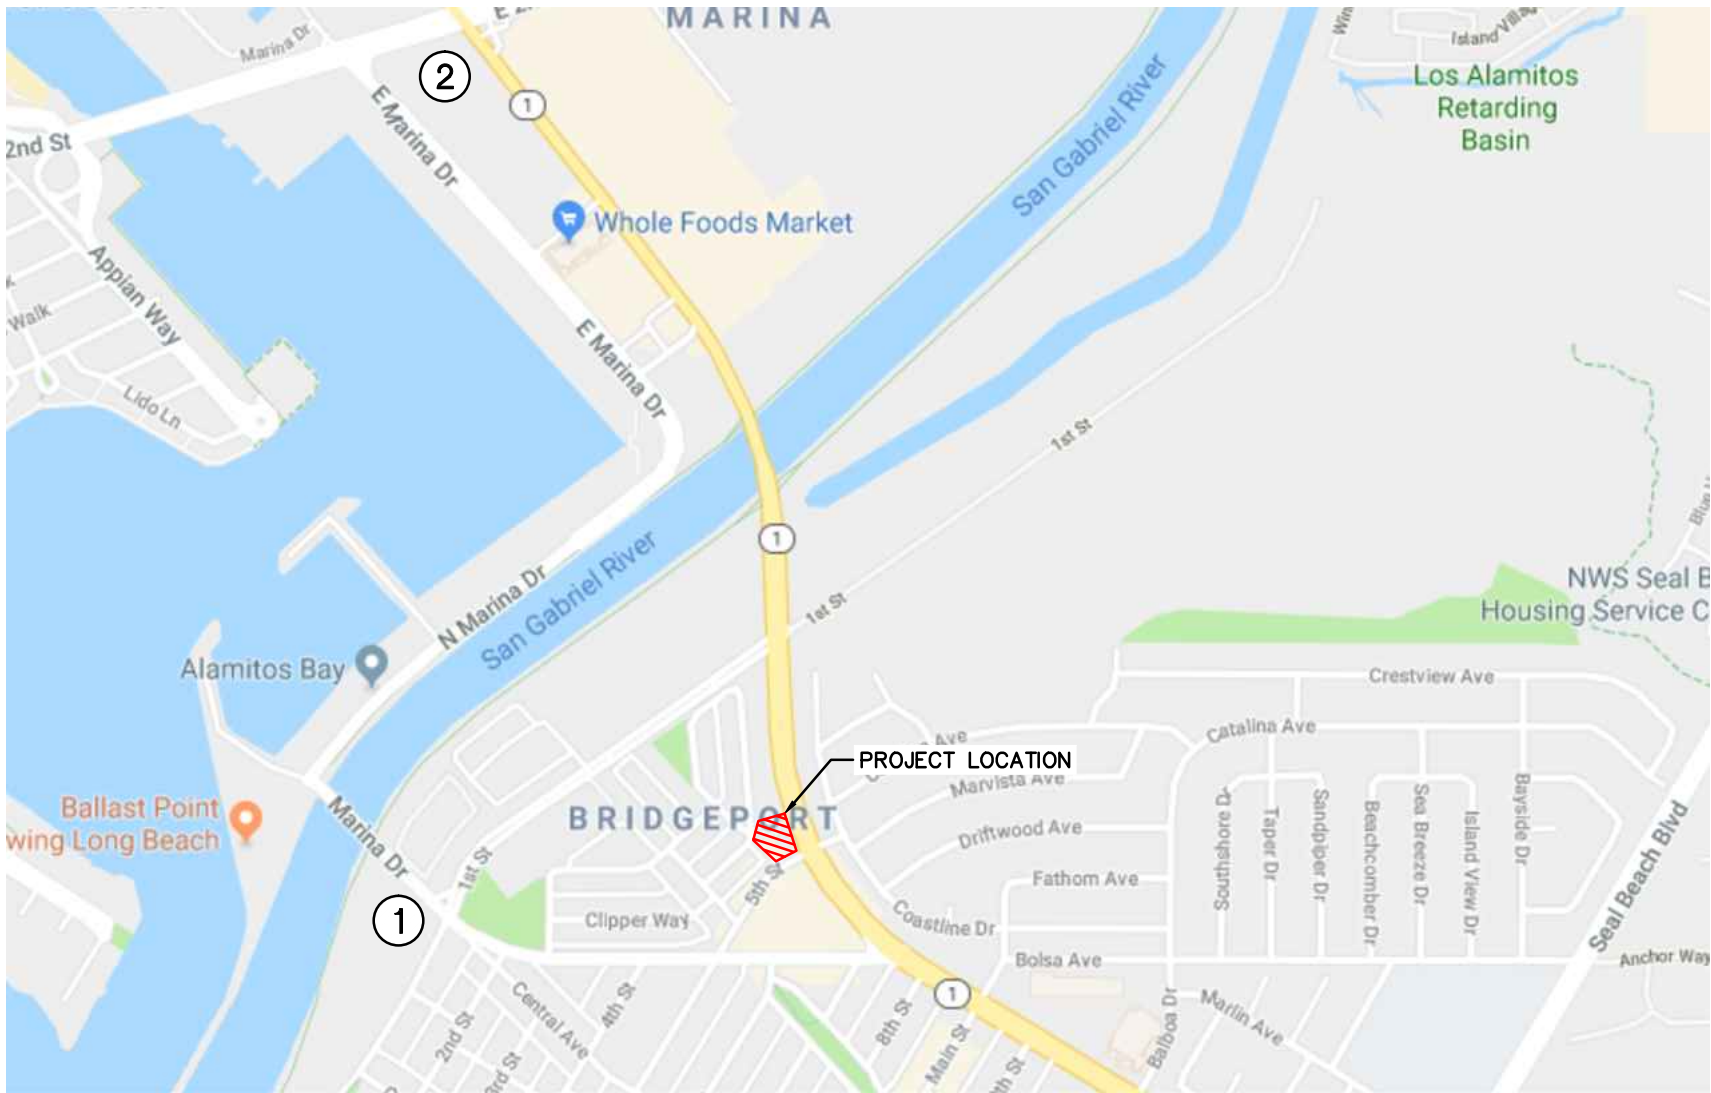 MARINA
Marina Dr
2
1
E Marina Dr
2nd St
San Gabriel River
Los Alamitos
Retarding
Basin
Whole Foods Market
Appian Way
Walk
Lido Ln
E Marina Dr
1st St
1
N Marina Dr
San Gabriel River
1st St
NWS Seal B
Housing Service C
Alamitos Bay
Crestview Ave
Catalina Ave
Ave
PROJECT LOCATION
Marvista Ave
Ballast Point
wing Long Beach
BRIDGEPORT
Marina Dr
Driftwood Ave
Southshore Dr
Taper Dr
Sandpiper Dr
Beachcomber Dr
Sea Breeze Dr
Island View Dr
Bayside Dr
Seal Beach Blvd
1st St
5th St
Fathom Ave
1
Clipper Way
Coastline Dr
Bolsa Ave
Anchor Way
Central Ave
4th St
1
Marlin Ave
2nd St
3rd St
8th St
Main St
Balboa Dr
Island Villag